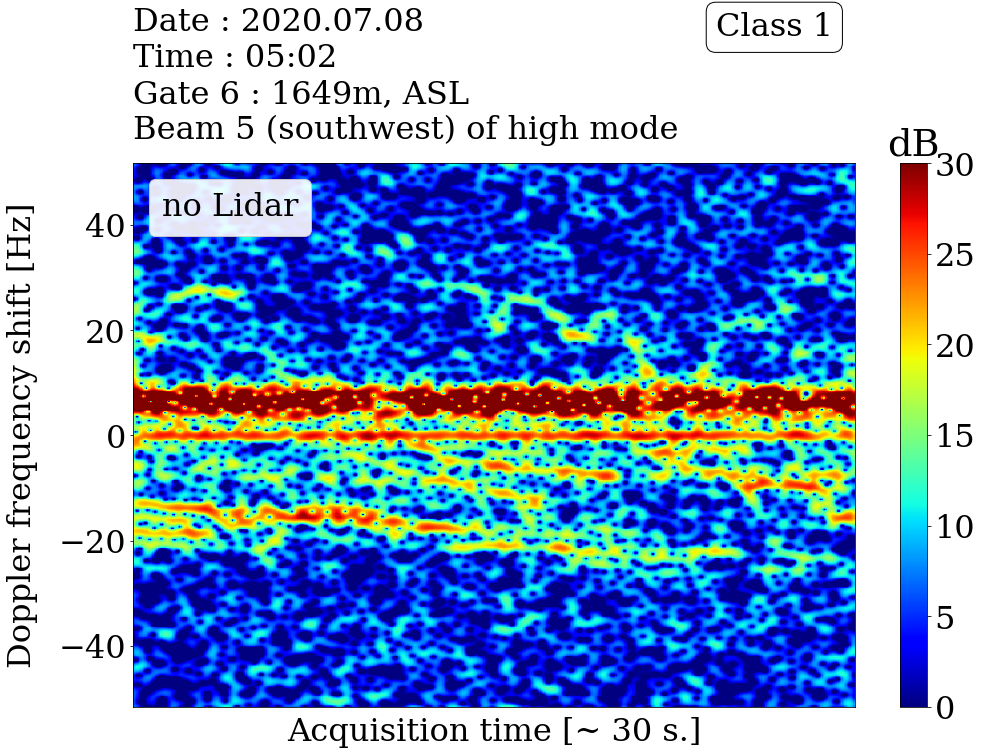 Date : 2020.07.08
Time : 05:02
Gate 6 : 1649m, ASL
Beam 5 (southwest) of high mode
Class 1
no Lidar
Doppler frequency shift [Hz]
40
20
0
−20
−40
Acquisition time [~ 30 s.]
dB
30
25
20
15
10
5
0